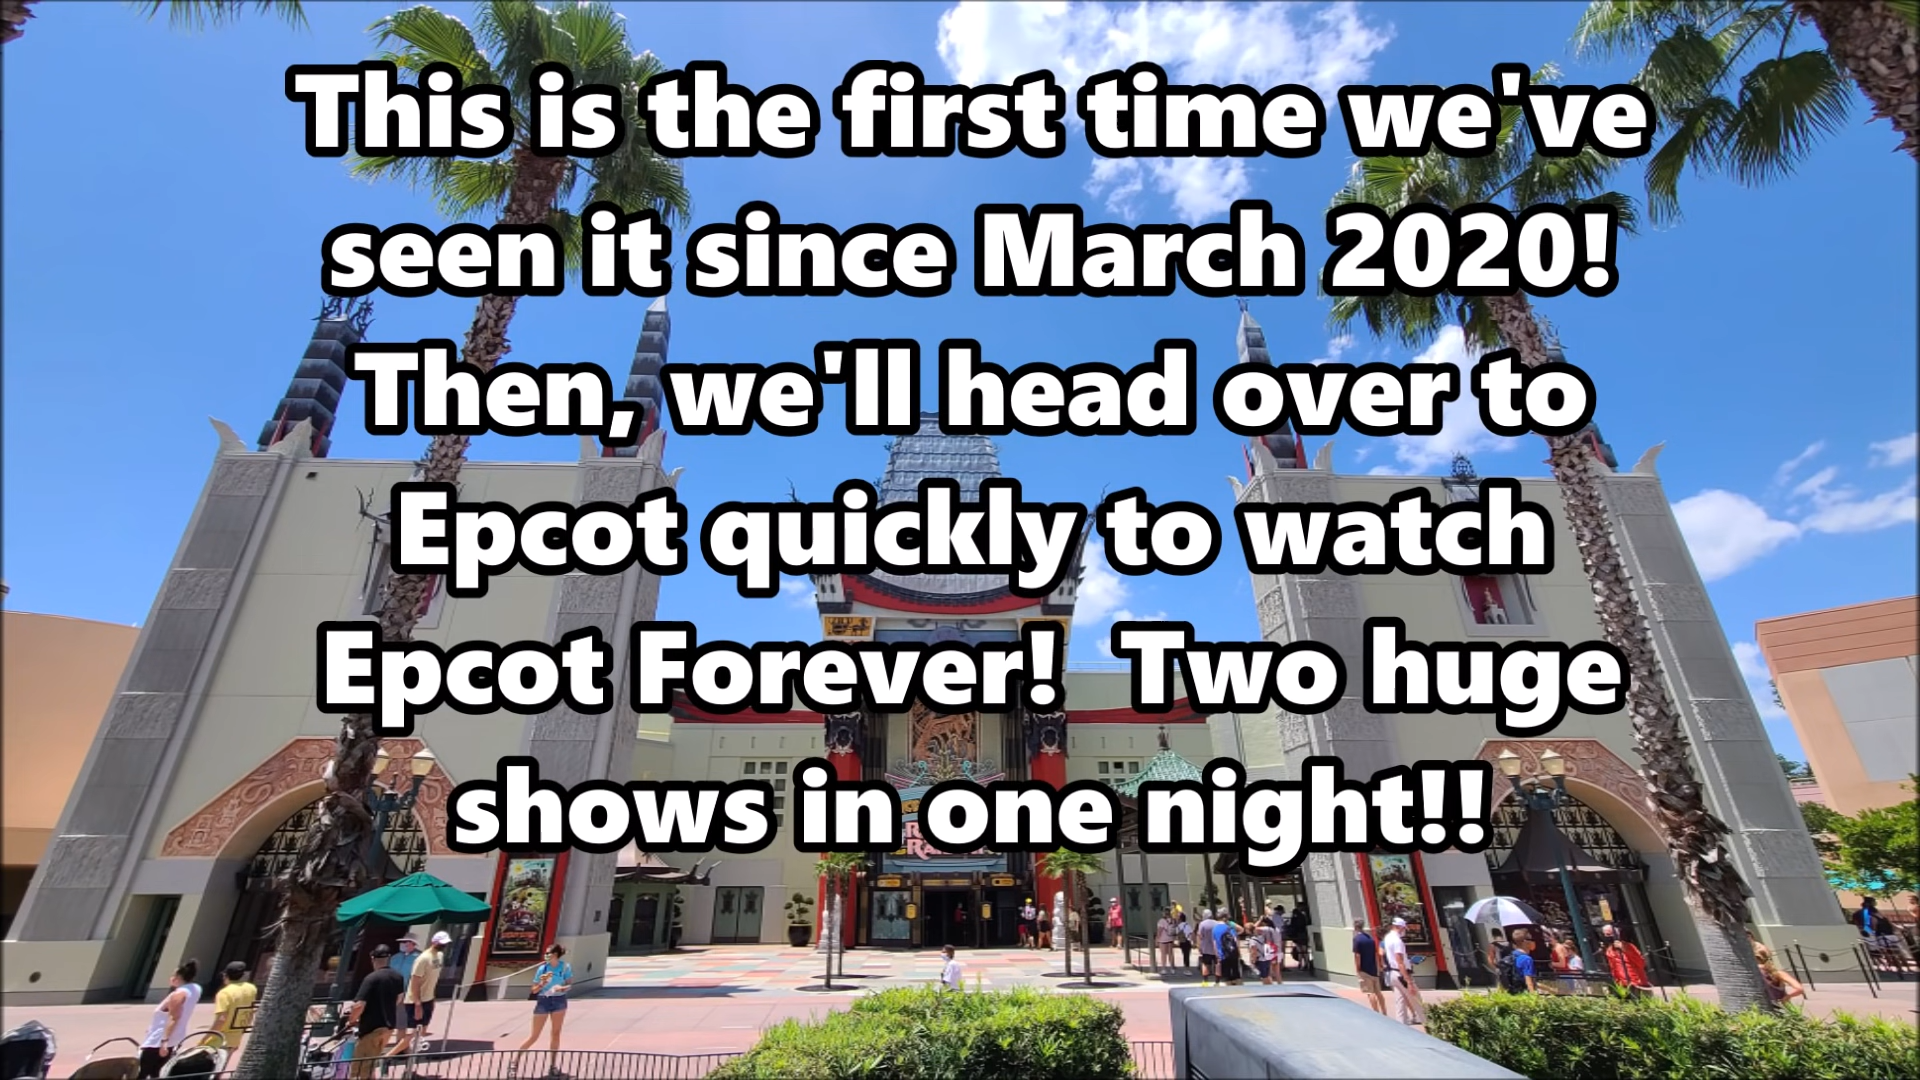 This is the first time we've
seen it since March 2020!
Then, we'll head over to
Epcot quickly to watch
Epcot Forever!  Two huge
shows in one night!!